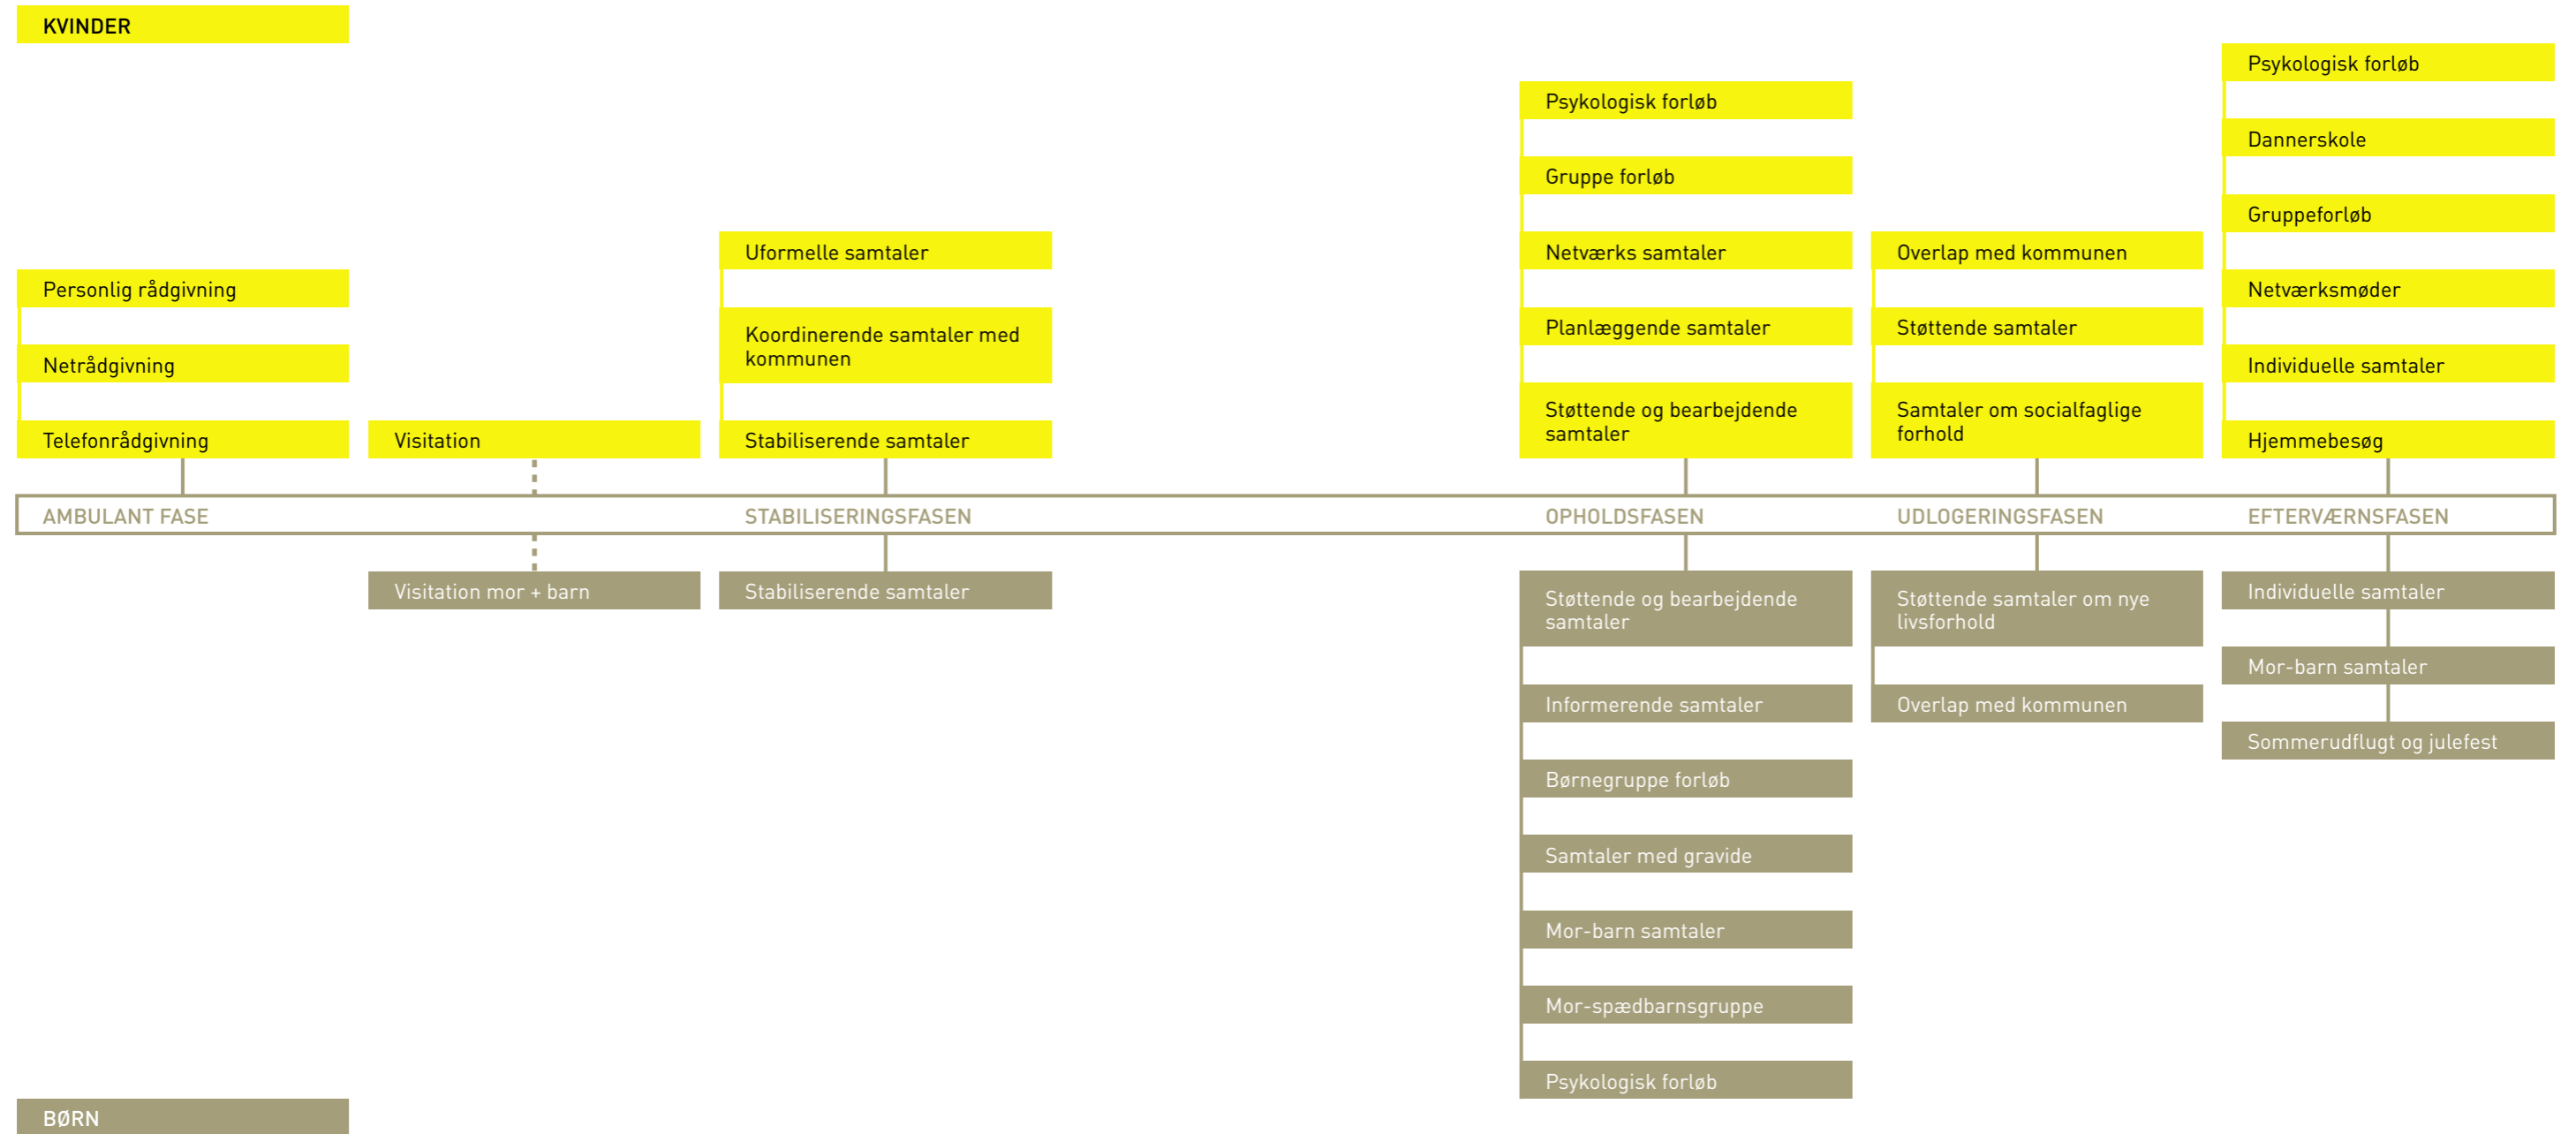 KVINDER
Personlig rådgivning
Netrådgivning
Telefonrådgivning
Visitation
Uformelle samtaler
Koordinerende samtaler med
kommunen
Stabiliserende samtaler
Psykologisk forløb
Gruppe forløb
Netværks samtaler
Planlæggende samtaler
Støttende og bearbejdende
samtaler
Overlap med kommunen
Støttende samtaler
Samtaler om socialfaglige
forhold
Psykologisk forløb
Dannerskole
Gruppeforløb
Netværksmøder
Individuelle samtaler
Hjemmebesøg
AMBULANT FASE
STABILISERINGSFASEN
OPHOLDSFASEN
UDLOGERINGSFASEN
EFTERVÆRNSFASEN
Visitation mor + barn
Stabiliserende samtaler
Støttende og bearbejdende
samtaler
Informerende samtaler
Børnegruppe forløb
Samtaler med gravide
Mor-barn samtaler
Mor-spædbarnsgruppe
Psykologisk forløb
Støttende samtaler om nye
livsforhold
Overlap med kommunen
Individuelle samtaler
Mor-barn samtaler
Sommerudflugt og julefest
BØRN